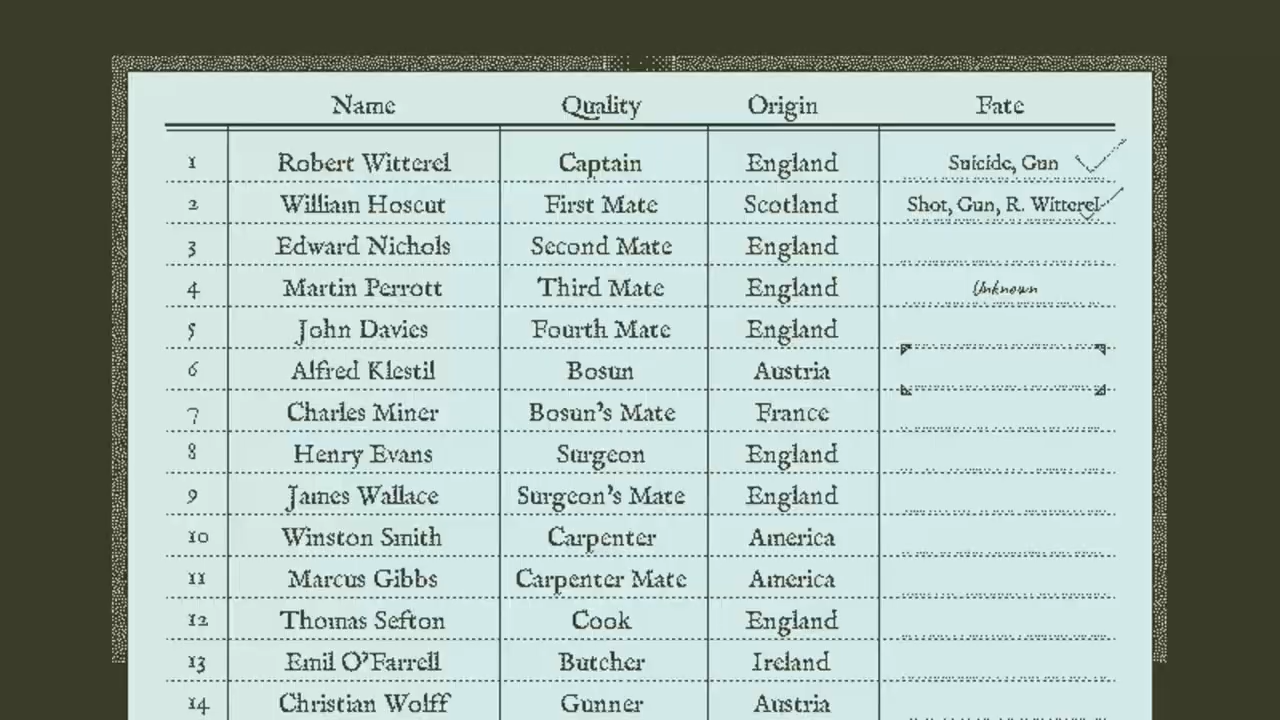 Name Quality Origin Fate
1 Robert Witterel Captain England Suicide, Gun
2 William Hoscut First Mate Scotland Shot, Gun, R. Witterel
3 Edward Nichols Second Mate England
4 Martin Perrott Third Mate England Unknown
5 John Davies Fourth Mate England
6 Alfred Klestil Bosun Austria
7 Charles Miner Bosun's Mate France
8 Henry Evans Surgeon England
9 James Wallace Surgeon's Mate England
10 Winston Smith Carpenter America
11 Marcus Gibbs Carpenter Mate America
12 Thomas Sefton Cook England
13 Emil O'Farrell Butcher Ireland
14 Christian Wolff Gunner Austria